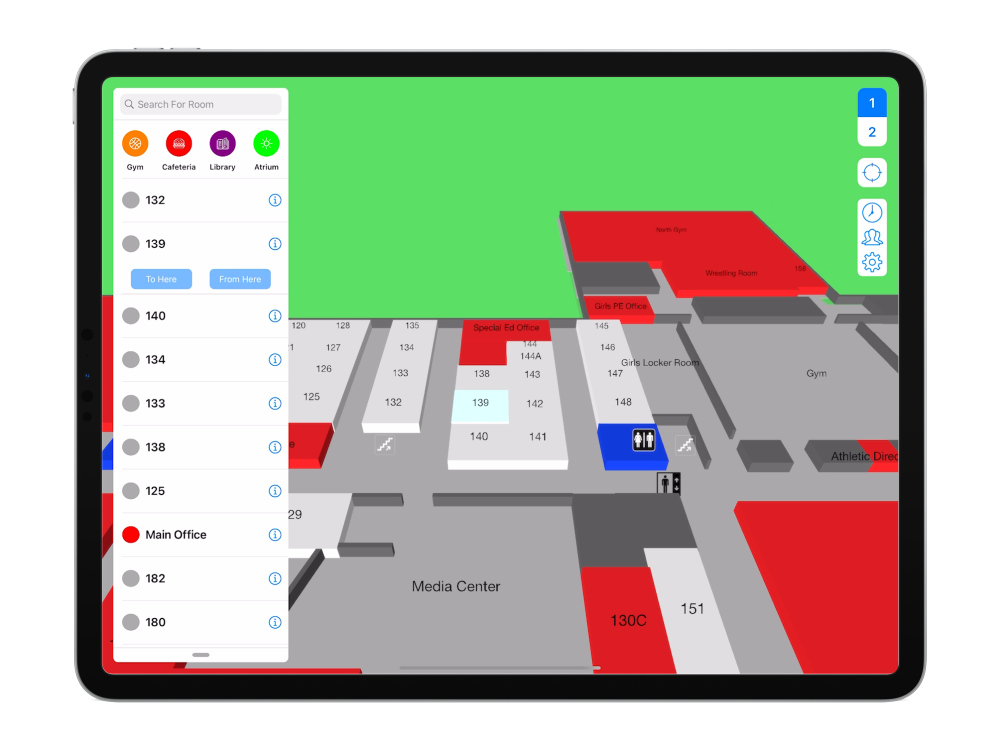 Search For Room
Gym
Cafeteria
Library
Atrium
132
139
To Here
From Here
140
134
133
138
125
Main Office
182
180
1
2
North Gym
Wrestling Room
158
Girls PE Office
120
128
135
Special Ed Office
145
127
134
144
146
144A
126
133
138
143
Girls Locker Room
147
Gym
125
132
139
142
148
140
141
Athletic Direc
29
Media Center
130C
151